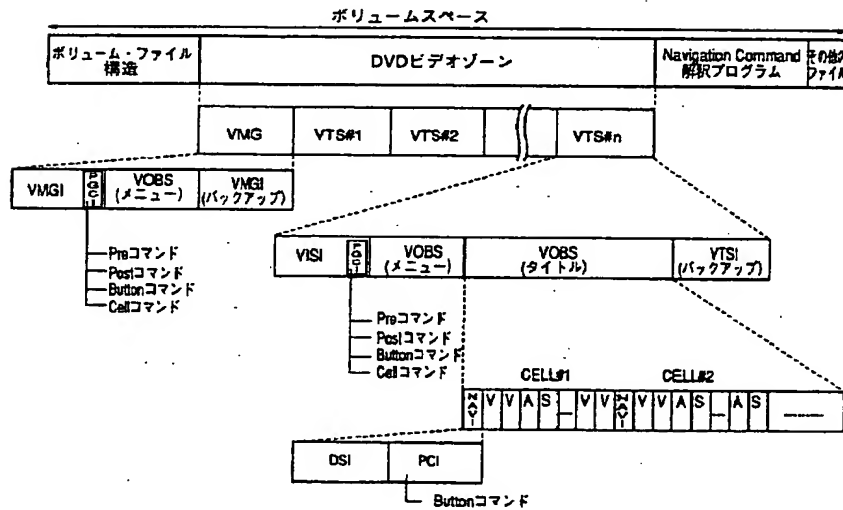 ボリュームスペース
ボリューム・ファイル
構造
DVDビデオゾーン
Navigation Command
解釈プログラム
その他の
ファイル
VMG
VTS#1
VTS#2
VTS#n
VMGI
PGCI
VOBS
(メニュー)
VMGI
(バックアップ)
Preコマンド
Postコマンド
Buttonコマンド
Cellコマンド
VTSI
PGCI
VOBS
(メニュー)
VOBS
(タイトル)
VTSI
(バックアップ)
Preコマンド
Postコマンド
Buttonコマンド
Cellコマンド
CELL#1
CELL#2
NAVI V V A S — V V NAVI V V A S — A S ——
DSI
PCI
Buttonコマンド